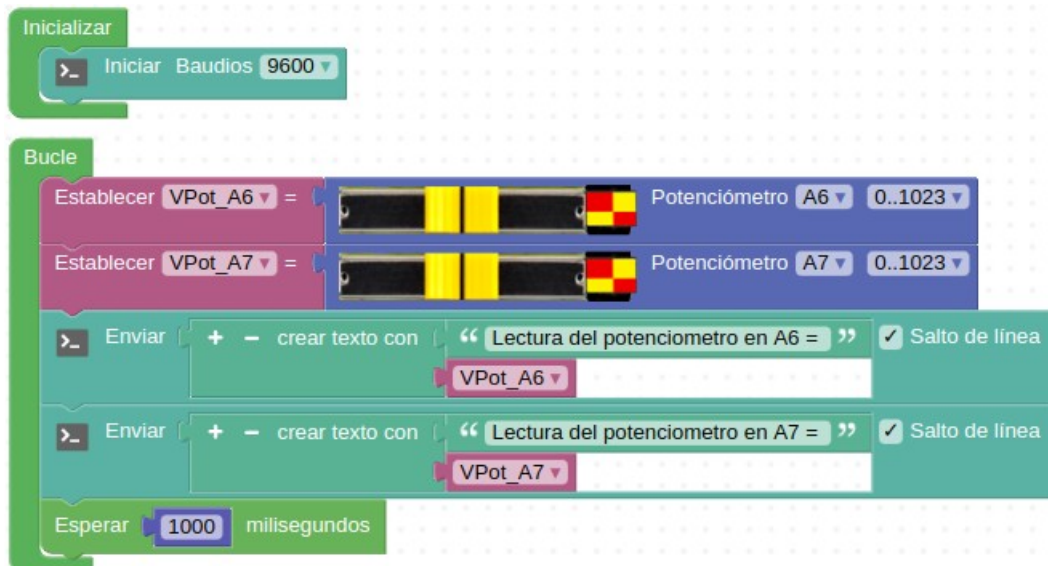 Inicializar
Iniciar Baudios 9600
Bucle
Establecer VPot_A6 = Potenciómetro A6 0..1023
Establecer VPot_A7 = Potenciómetro A7 0..1023
Enviar + - crear texto con “ Lectura del potenciometro en A6 = ” ✓ Salto de línea
VPot_A6
Enviar + - crear texto con “ Lectura del potenciometro en A7 = ” ✓ Salto de línea
VPot_A7
Esperar 1000 milisegundos